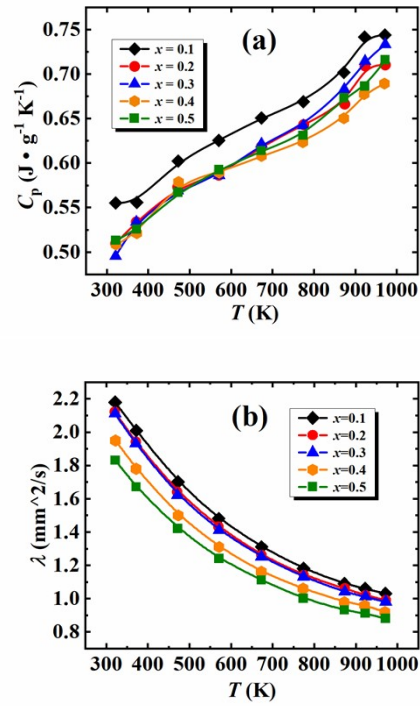 (a)
x = 0.1
x = 0.2
x = 0.3
x = 0.4
x = 0.5
0.75
0.70
0.65
0.60
0.55
0.50
Cp (J • g-1 K-1)
300 400 500 600 700 800 900 1000
T (K)
(b)
x=0.1
x=0.2
x=0.3
x=0.4
x=0.5
2.2
2.0
1.8
1.6
1.4
1.2
1.0
0.8
λ (mm^2/s)
300 400 500 600 700 800 900 1000
T (K)